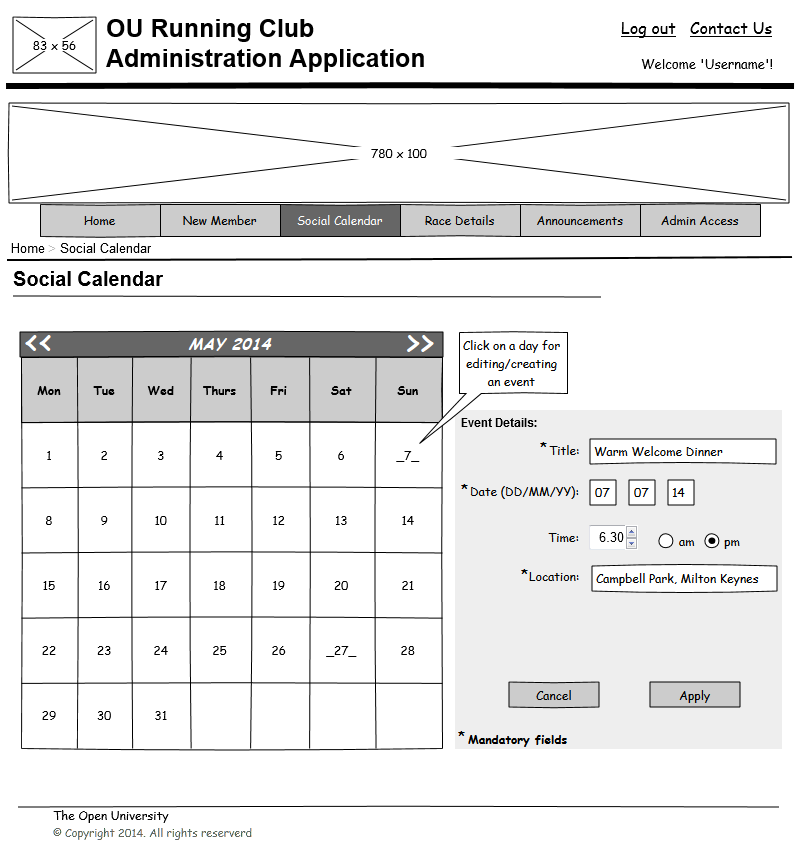 83 x 56
OU Running Club
Administration Application
Log out Contact Us
Welcome 'Username'!
780 x 100
Home New Member Social Calendar Race Details Announcements Admin Access
Home > Social Calendar
Social Calendar
<< MAY 2014 >>
Mon Tue Wed Thurs Fri Sat Sun
1 2 3 4 5 6 _7_
8 9 10 11 12 13 14
15 16 17 18 19 20 21
22 23 24 25 26 _27_ 28
29 30 31
Click on a day for
editing/creating
an event
Event Details:
*Title: Warm Welcome Dinner
*Date (DD/MM/YY): 07 07 14
Time: 6.30 am pm
*Location: Campbell Park, Milton Keynes
Cancel Apply
* Mandatory fields
The Open University
© Copyright 2014. All rights reserverd